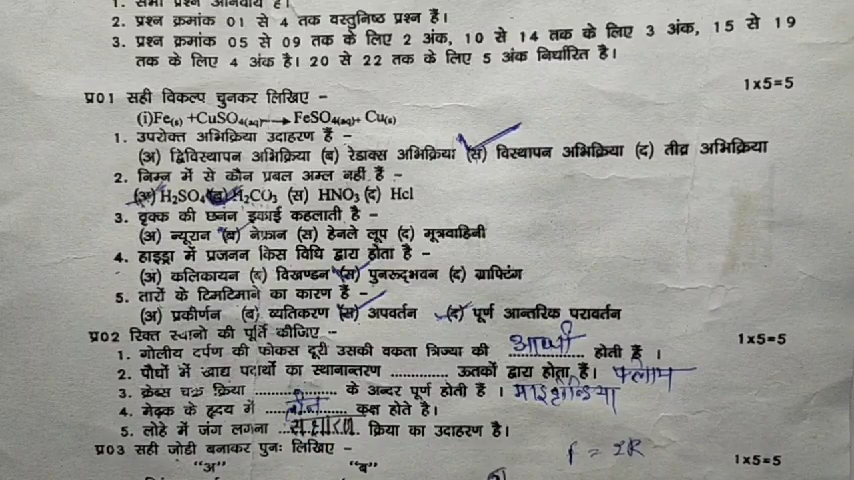 1. सभी प्रश्न अनिवार्य हैं।
2. प्रश्न क्रमांक 01 से 4 तक वस्तुनिष्ठ प्रश्न हैं।
3. प्रश्न क्रमांक 05 से 09 तक के लिए 2 अंक, 10 से 14 तक के लिए 3 अंक, 15 से 19
तक के लिए 4 अंक है। 20 से 22 तक के लिए 5 अंक निर्धारित है।
प्र01 सही विकल्प चुनकर लिखिए – 1x5=5
(i)Fe(s) +CuSO4(aq)→ FeSO4(aq)+ Cu(s)
1. उपरोक्त अभिक्रिया उदाहरण हैं –
(अ) द्विविस्थापन अभिक्रिया (ब) रेडाक्स अभिक्रिया (स) विस्थापन अभिक्रिया (द) तीव्र अभिक्रिया
2. निम्न में से कौन प्रबल अम्ल नहीं है –
(अ) H2SO4 (ब) H2CO3 (स) HNO3 (द) Hcl
3. वृक्क की छनन इकाई कहलाती है –
(अ) न्यूरान (ब) नेफ्रान (स) हेनले लूप (द) मूत्रवाहिनी
4. हाइड्रा में प्रजनन किस विधि द्वारा होता है –
(अ) कलिकायन (ब) विखण्डन (स) पुनरूद्भवन (द) ग्राफ्टिंग
5. तारों के टिमटिमाने का कारण हैं –
(अ) प्रकीर्णन (ब) व्यतिकरण (स) अपवर्तन (द) पूर्ण आन्तरिक परावर्तन
प्र02 रिक्त स्थानो की पूर्ति कीजिए – 1x5=5
1. गोलीय दर्पण की फोकस दूरी उसकी वकता त्रिज्या की आधी होती है ।
2. पौघों में खाद्य पदार्थो का स्थानान्तरण .............. ऊतकों द्वारा होता है। फ्लोएम
3. क्रेब्स चक्र क्रिया .................. के अन्दर पूर्ण होती हैं ।
4. मेढ़क के हृदय में ....तीन.... कक्ष होते है।
5. लोहे में जंग लगना ................ क्रिया का उदाहरण है।
f = 2R
प्र03 सही जोडी बनाकर पुनः लिखिए – 1x5=5
“अ” “ब”